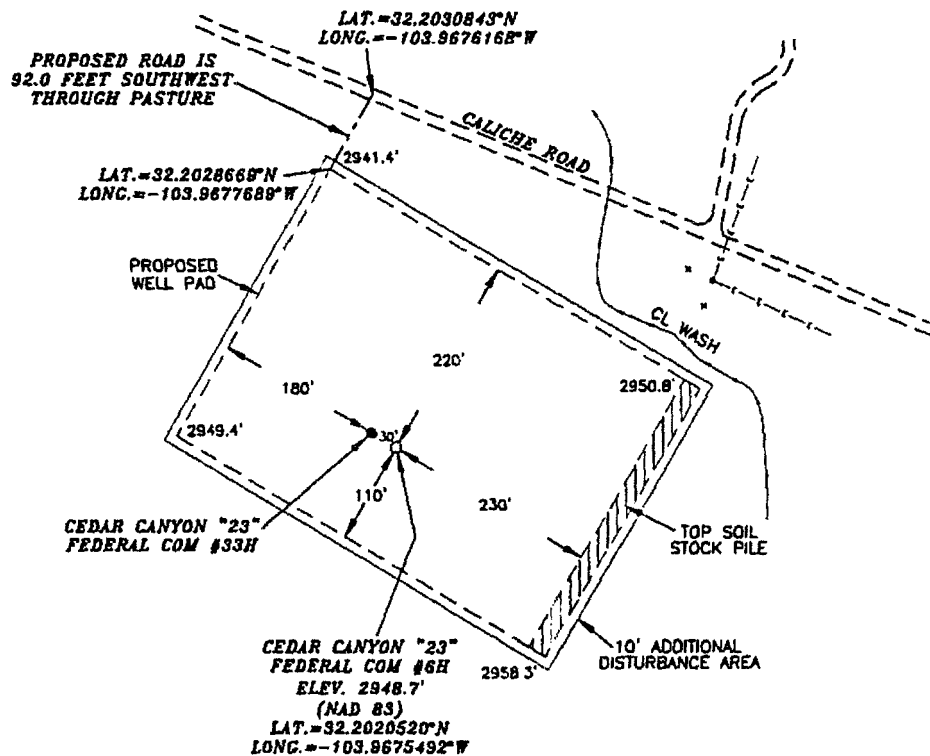 LAT.=32.2030843°N
LONG.=-103.9676168°W
PROPOSED ROAD IS
92.0 FEET SOUTHWEST
THROUGH PASTURE
CALICHE ROAD
2941.4'
LAT.=32.2028669°N
LONG.=-103.9677689°W
PROPOSED
WELL PAD
CL WASH
220'
2950.8'
180'
2949.4'
30'
110'
230'
CEDAR CANYON "23"
FEDERAL COM #33H
TOP SOIL
STOCK PILE
CEDAR CANYON "23"
FEDERAL COM #6H
ELEV. 2948.7'
(NAD 83)
LAT.=32.2020520°N
LONG.=-103.9675492°W
2958.3'
10' ADDITIONAL
DISTURBANCE AREA